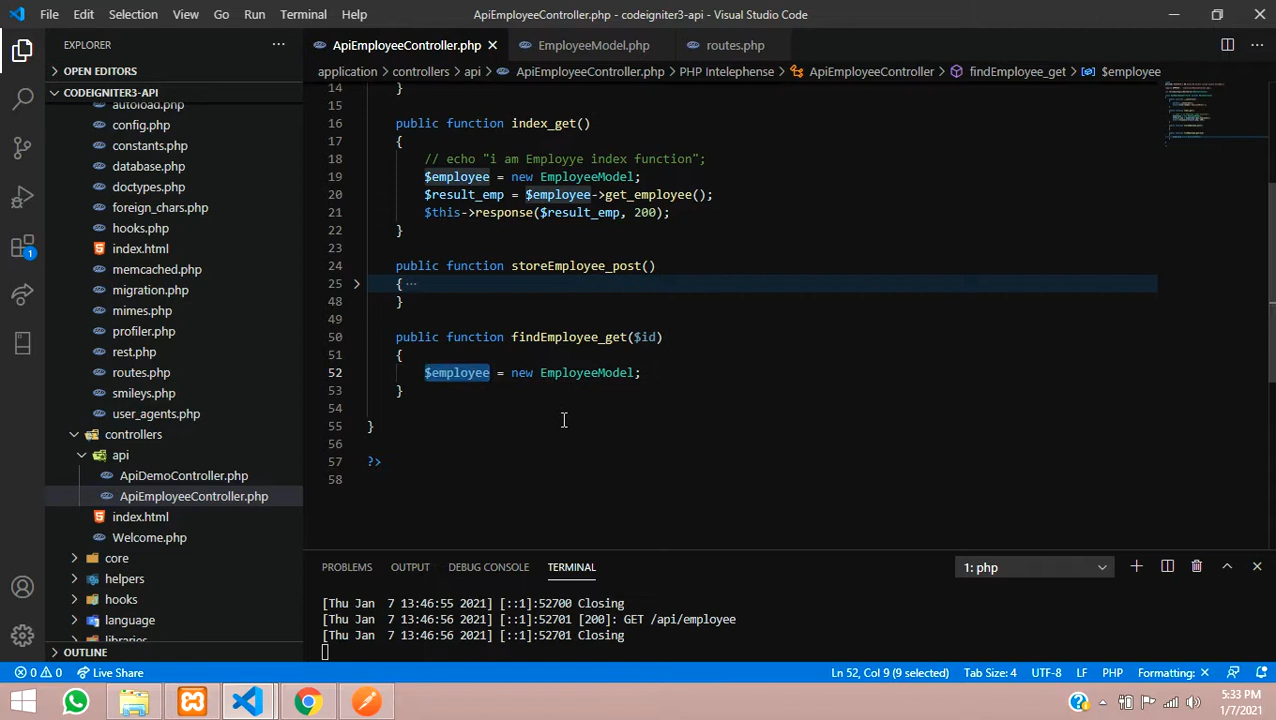 File Edit Selection View Go Run Terminal Help
ApiEmployeeController.php - codeigniter3-api - Visual Studio Code
EXPLORER
OPEN EDITORS
CODEIGNITER3-API
autoload.php
config.php
constants.php
database.php
doctypes.php
foreign_chars.php
hooks.php
index.html
memcached.php
migration.php
mimes.php
profiler.php
rest.php
routes.php
smileys.php
user_agents.php
controllers
api
ApiDemoController.php
ApiEmployeeController.php
index.html
Welcome.php
core
helpers
hooks
language
libraries
OUTLINE
ApiEmployeeController.php EmployeeModel.php routes.php
application > controllers > api > ApiEmployeeController.php > PHP Intelephense > ApiEmployeeController > findEmployee_get > $employee
14 }
15
16 public function index_get()
17 {
18 // echo "i am Employye index function";
19 $employee = new EmployeeModel;
20 $result_emp = $employee->get_employee();
21 $this->response($result_emp, 200);
22 }
23
24 public function storeEmployee_post()
25 { ···
48 }
49
50 public function findEmployee_get($id)
51 {
52 $employee = new EmployeeModel;
53 }
54
55 }
56
57 ?>
58
PROBLEMS OUTPUT DEBUG CONSOLE TERMINAL
1: php
[Thu Jan 7 13:46:55 2021] [::1]:52700 Closing
[Thu Jan 7 13:46:56 2021] [::1]:52701 [200]: GET /api/employee
[Thu Jan 7 13:46:56 2021] [::1]:52701 Closing
0 0 Live Share
Ln 52, Col 9 (9 selected) Tab Size: 4 UTF-8 LF PHP Formatting: ×
5:33 PM
1/7/2021
1